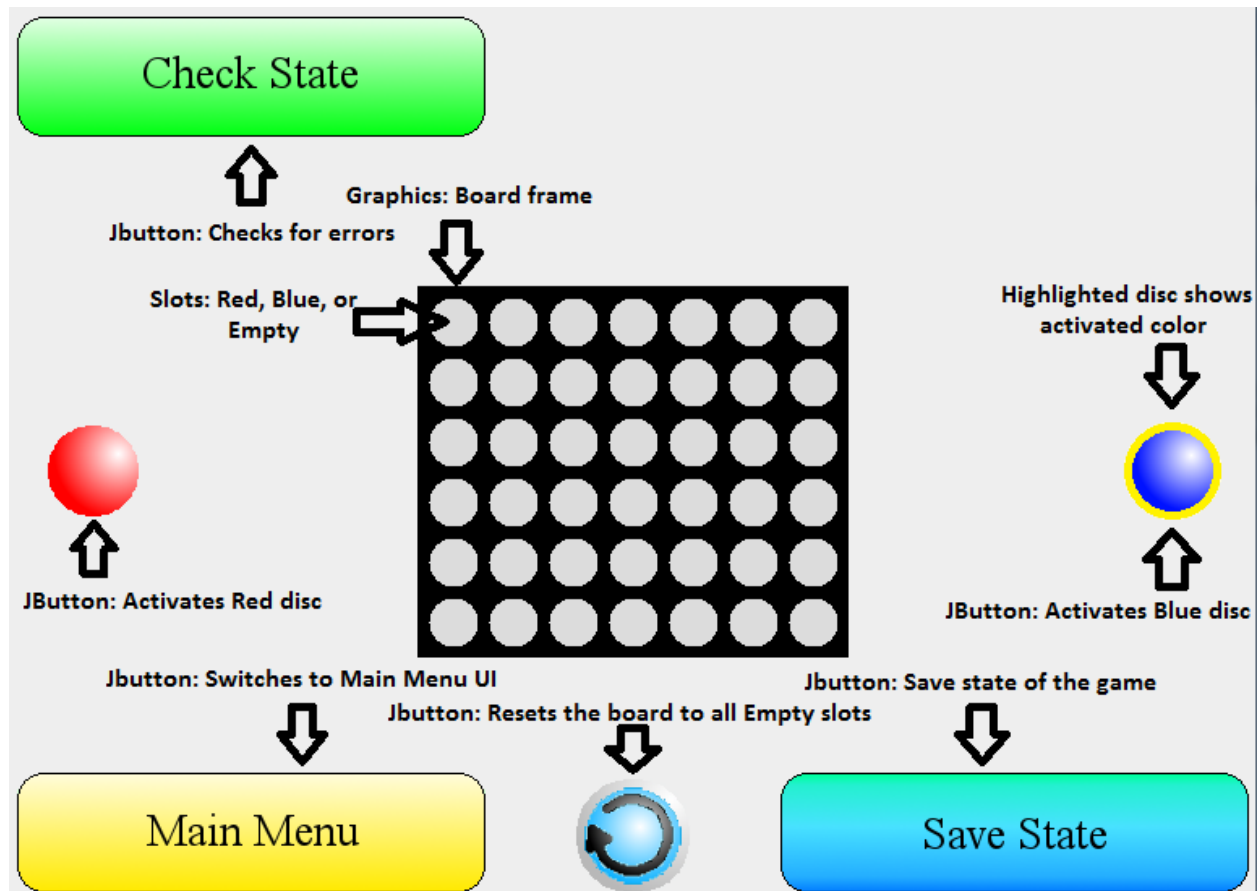 Check State
Graphics: Board frame
Jbutton: Checks for errors
Slots: Red, Blue, or
Empty
Highlighted disc shows
activated color
JButton: Activates Red disc
JButton: Activates Blue disc
Jbutton: Switches to Main Menu UI
Jbutton: Save state of the game
Jbutton: Resets the board to all Empty slots
Main Menu
Save State